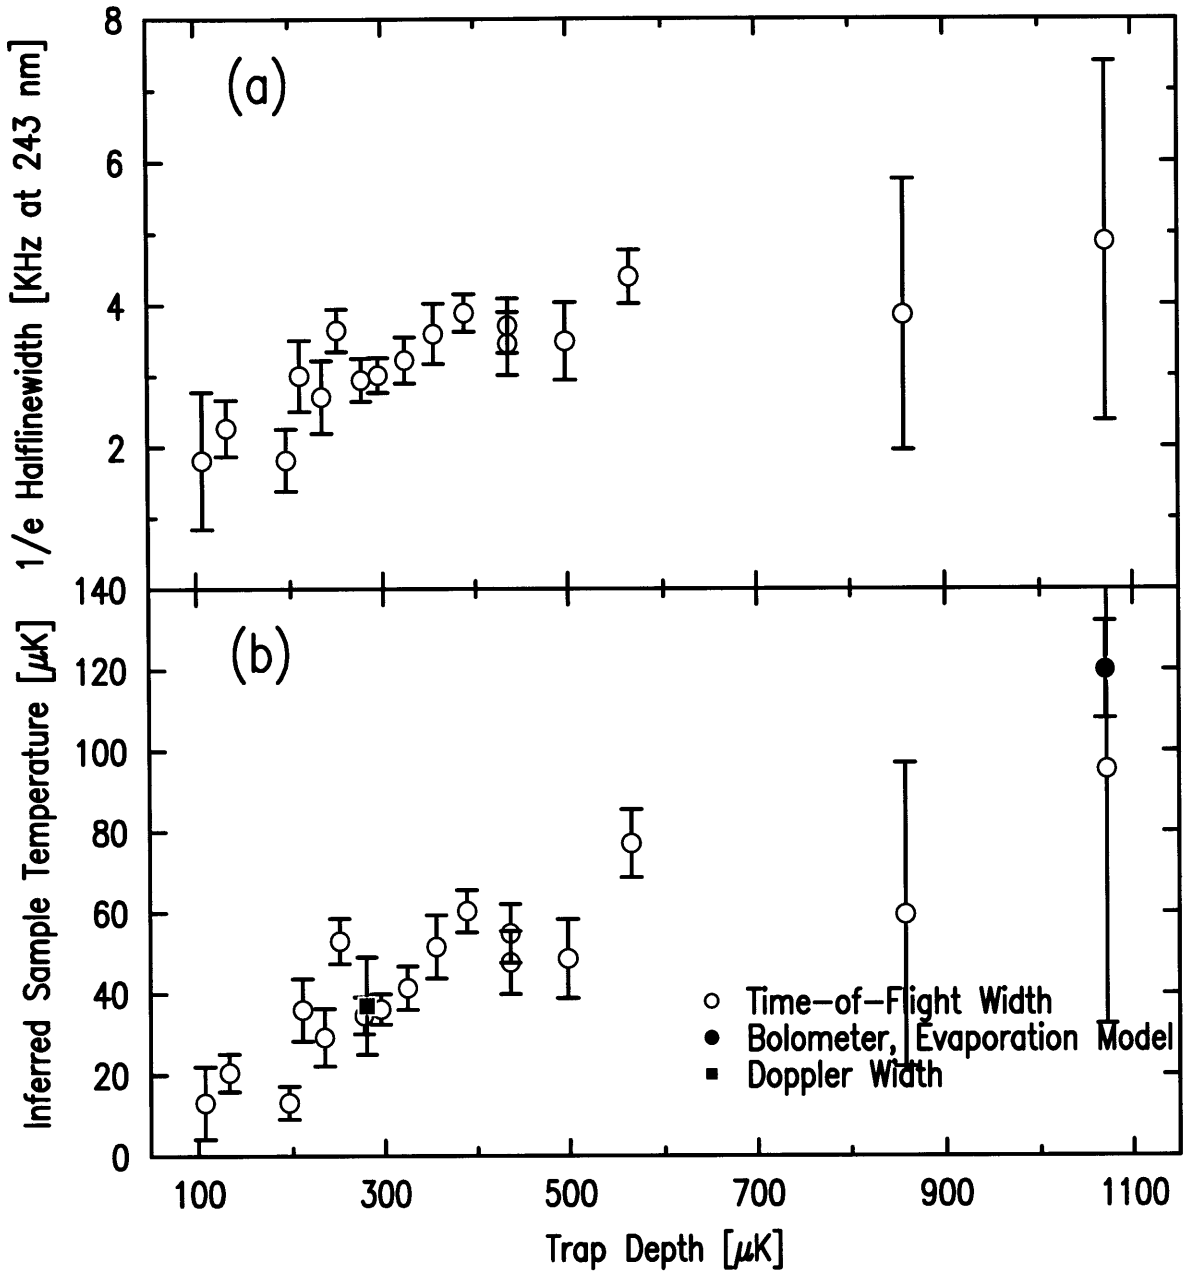 8
6
4
2
1/e Halflinewidth [KHz at 243 nm]
(a)
140
120
100
80
60
40
20
0
Inferred Sample Temperature [μK]
(b)
Time-of-Flight Width
Bolometer, Evaporation Model
Doppler Width
100 300 500 700 900 1100
Trap Depth [μK]